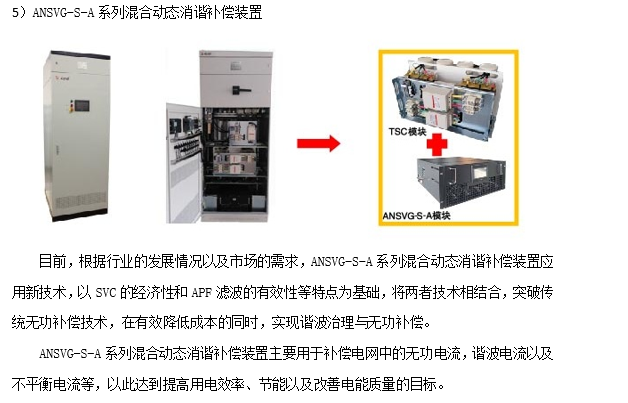 5）ANSVG-S-A 系列混合动态消谐补偿装置
TSC模块
ANSVG-S-A模块
目前，根据行业的发展情况以及市场的需求，ANSVG-S-A 系列混合动态消谐补偿装置应
用新技术，以 SVC 的经济性和 APF 滤波的有效性等特点为基础，将两者技术相结合，突破传
统无功补偿技术，在有效降低成本的同时，实现谐波治理与无功补偿。
ANSVG-S-A 系列混合动态消谐补偿装置主要用于补偿电网中的无功电流，谐波电流以及
不平衡电流等，以此达到提高用电效率、节能以及改善电能质量的目标。